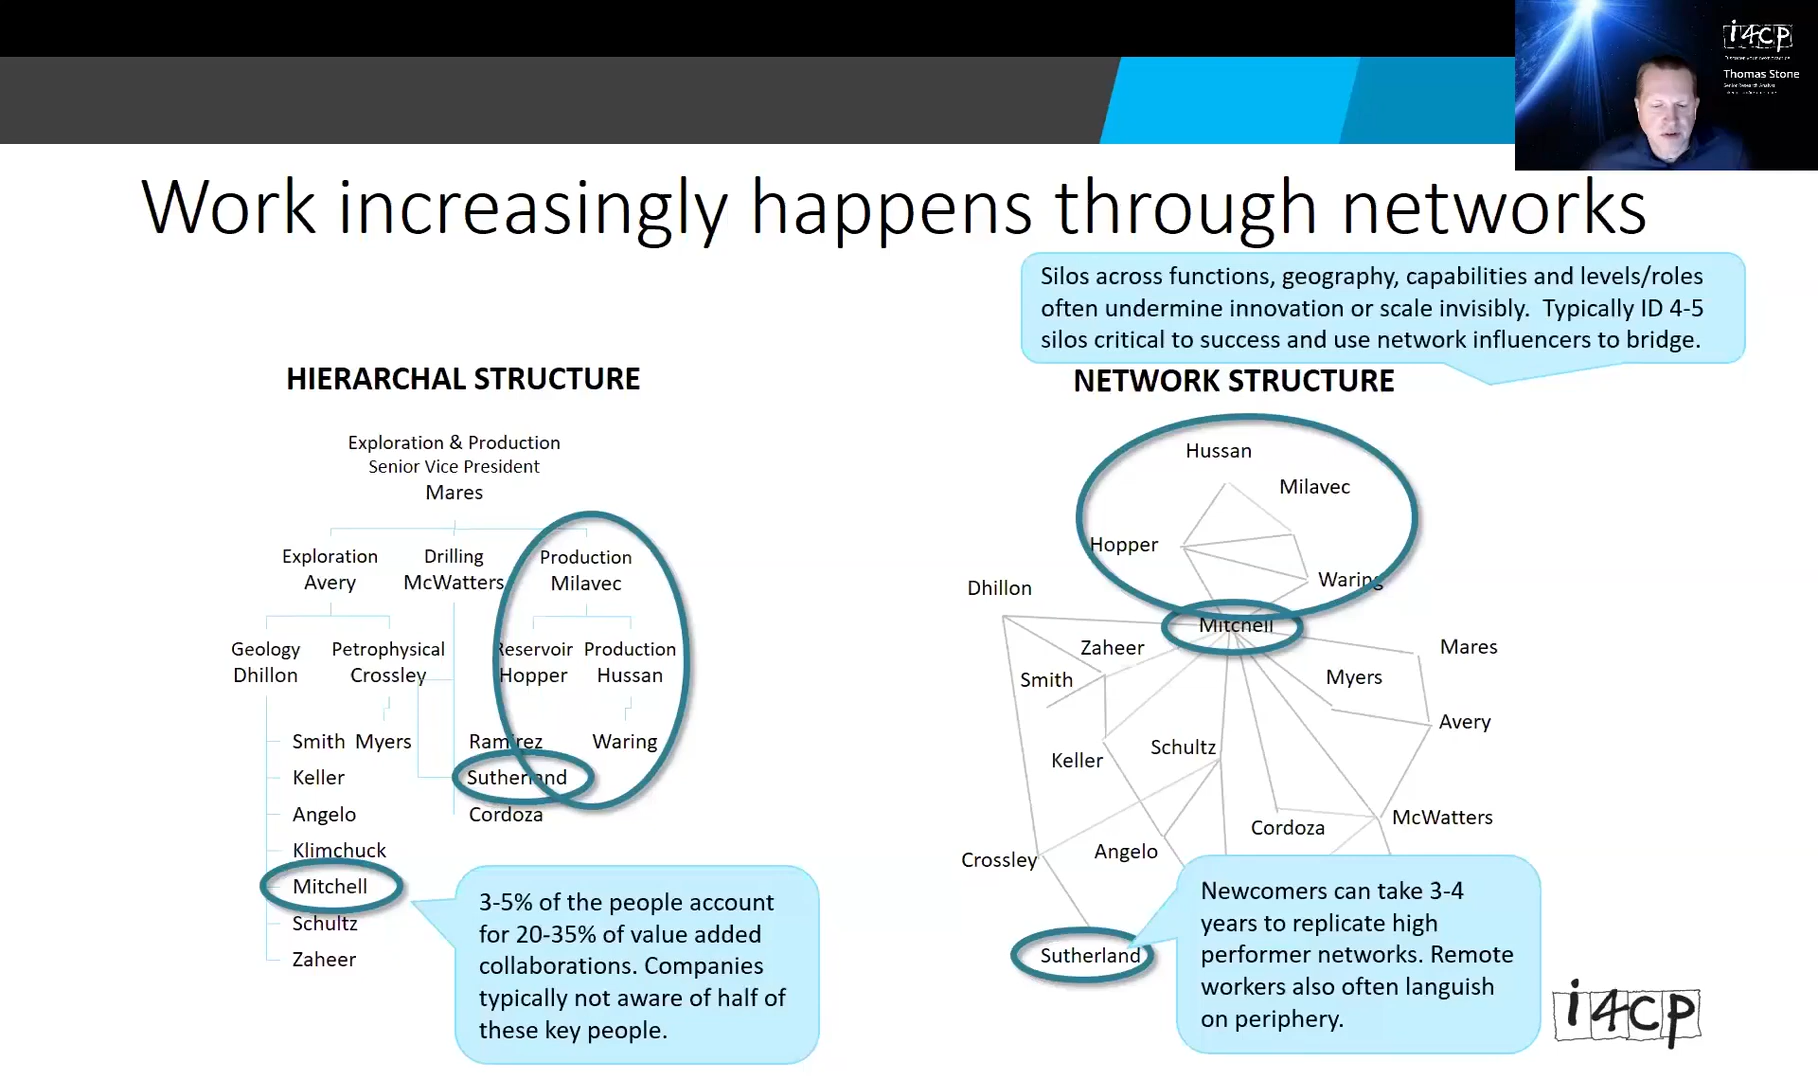 i4cp
Thomas Stone
Senior Research Analyst
Work increasingly happens through networks
Silos across functions, geography, capabilities and levels/roles
often undermine innovation or scale invisibly. Typically ID 4-5
silos critical to success and use network influencers to bridge.
HIERARCHAL STRUCTURE
Exploration & Production
Senior Vice President
Mares
Exploration
Avery
Drilling
McWatters
Production
Milavec
Geology
Dhillon
Petrophysical
Crossley
Reservoir
Hopper
Production
Hussan
Smith
Myers
Ramirez
Waring
Keller
Sutherland
Angelo
Cordoza
Klimchuck
Mitchell
Schultz
Zaheer
3-5% of the people account
for 20-35% of value added
collaborations. Companies
typically not aware of half of
these key people.
NETWORK STRUCTURE
Hussan
Milavec
Hopper
Waring
Dhillon
Mitchell
Zaheer
Mares
Smith
Myers
Avery
Schultz
Keller
McWatters
Cordoza
Angelo
Crossley
Sutherland
Newcomers can take 3-4
years to replicate high
performer networks. Remote
workers also often languish
on periphery.
i4cp